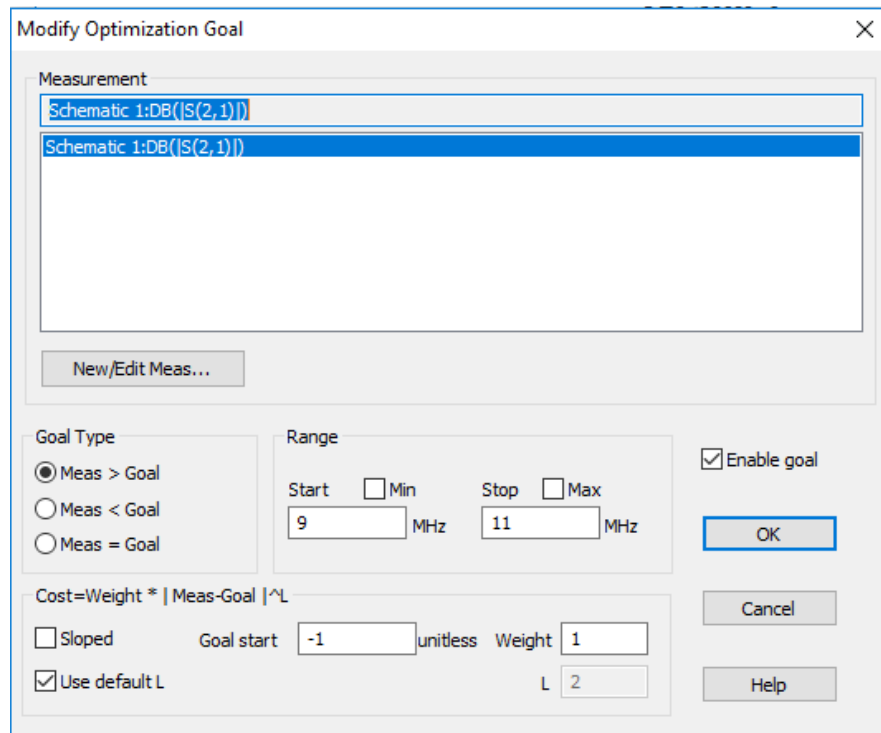 Modify Optimization Goal
Measurement
Schematic 1:DB(|S(2,1)|)
Schematic 1:DB(|S(2,1)|)
New/Edit Meas...
Goal Type
Meas > Goal
Meas < Goal
Meas = Goal
Range
Start Min Stop Max
9 MHz 11 MHz
Enable goal
OK
Cancel
Help
Cost=Weight * | Meas-Goal |^L
Sloped Goal start -1 unitless Weight 1
Use default L L 2